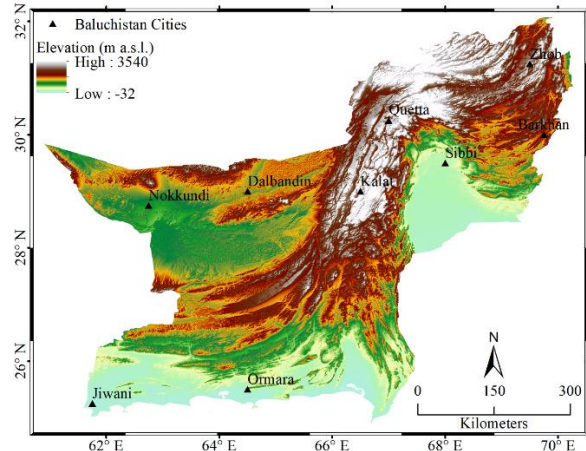 32° N
Baluchistan Cities
Elevation (m a.s.l.)
High : 3540
Low : -32
Zhob
Quetta
30° N
Barkhan
Sibbi
Dalbandin
Kalat
Nokkundi
28° N
26° N
N
Ormara
Jiwani
0 150 300
Kilometers
62° E 64° E 66° E 68° E 70° E